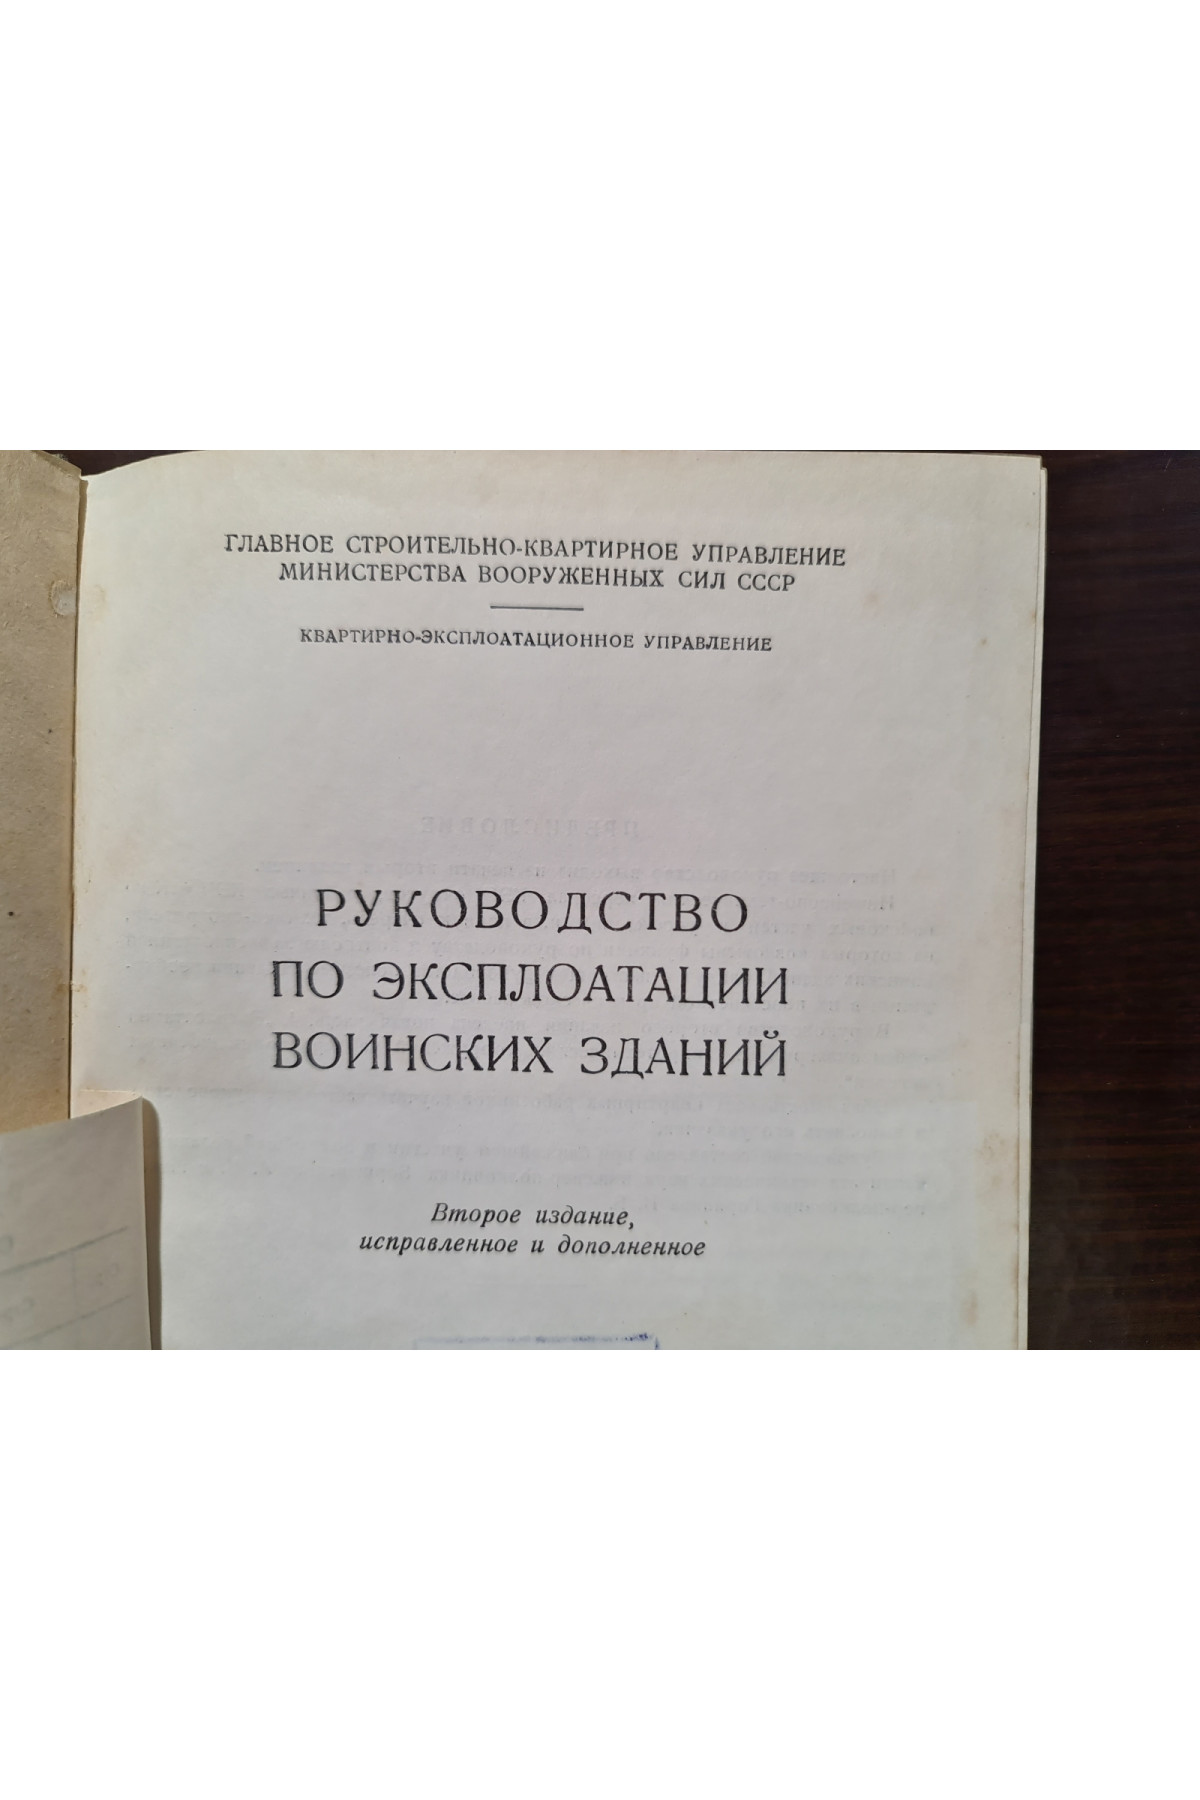 ГЛАВНОЕ СТРОИТЕЛЬНО-КВАРТИРНОЕ УПРАВЛЕНИЕ
МИНИСТЕРСТВА ВООРУЖЕННЫХ СИЛ СССР
КВАРТИРНО-ЭКСПЛОАТАЦИОННОЕ УПРАВЛЕНИЕ
РУКОВОДСТВО
ПО ЭКСПЛОАТАЦИИ
ВОИНСКИХ ЗДАНИЙ
Второе издание,
исправленное и дополненное